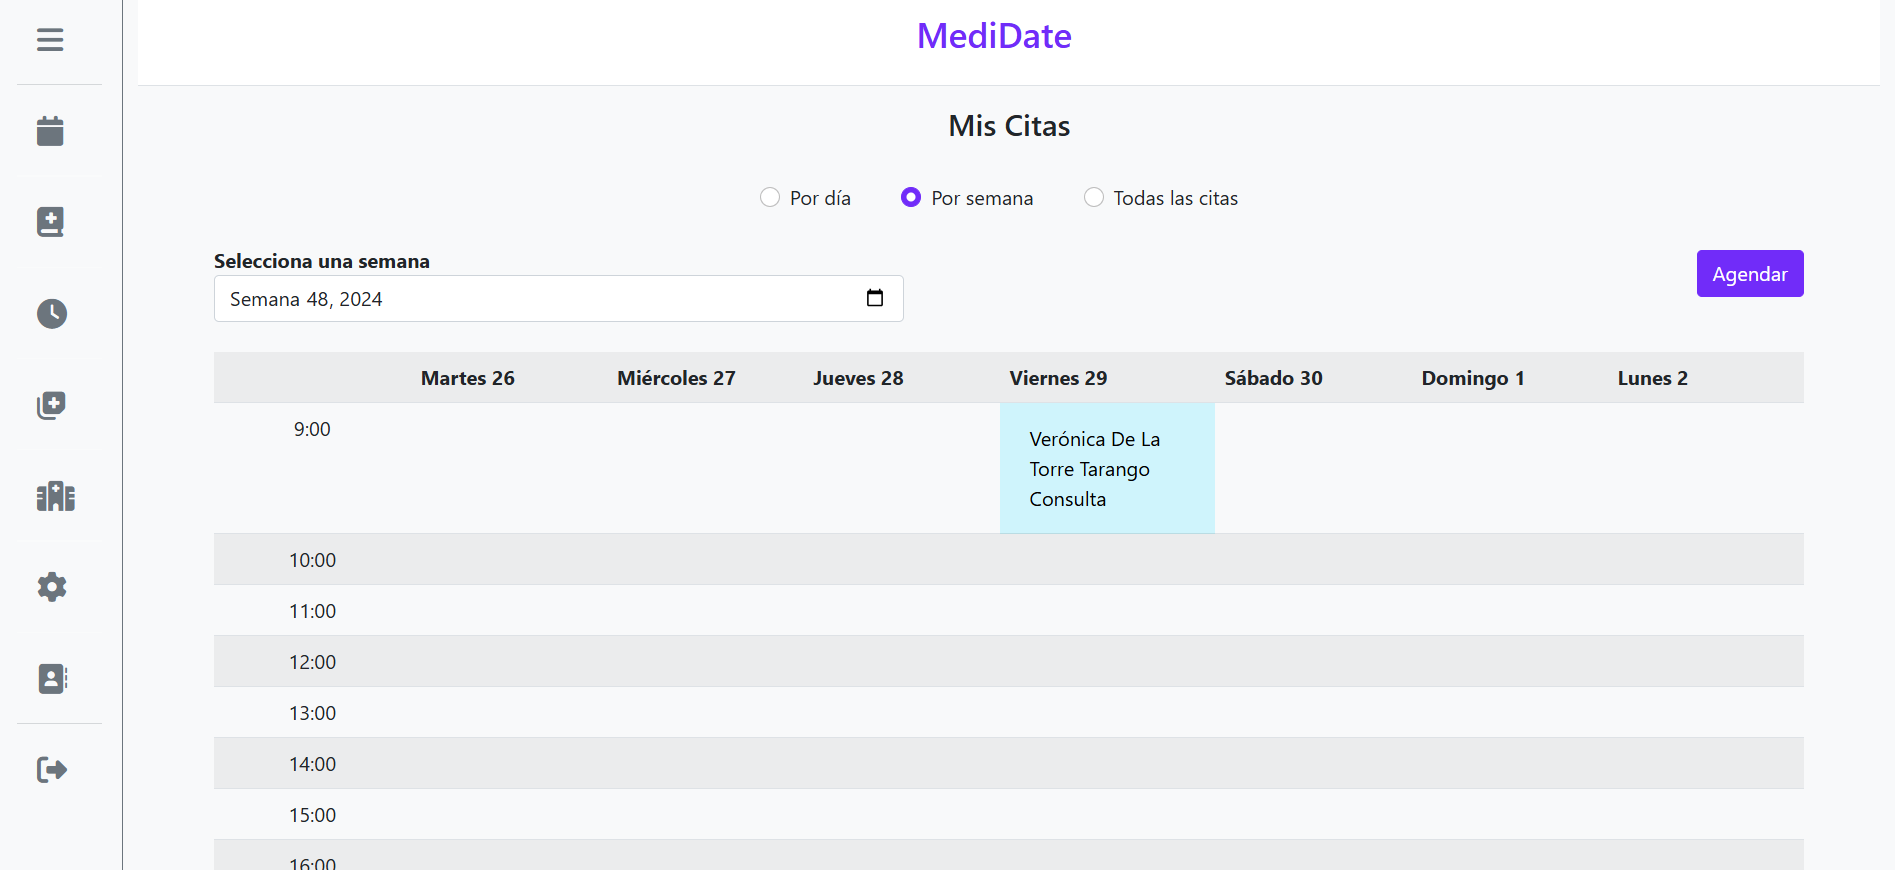 MediDate
Mis Citas
Por día Por semana Todas las citas
Selecciona una semana
Semana 48, 2024
Agendar
Martes 26 Miércoles 27 Jueves 28 Viernes 29 Sábado 30 Domingo 1 Lunes 2
9:00
Verónica De La
Torre Tarango
Consulta
10:00
11:00
12:00
13:00
14:00
15:00
16:00